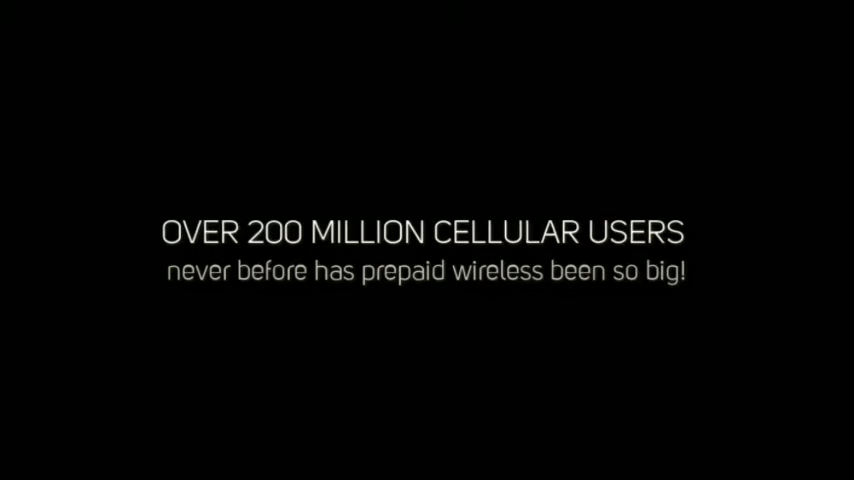 OVER 200 MILLION CELLULAR USERS
never before has prepaid wireless been so big!